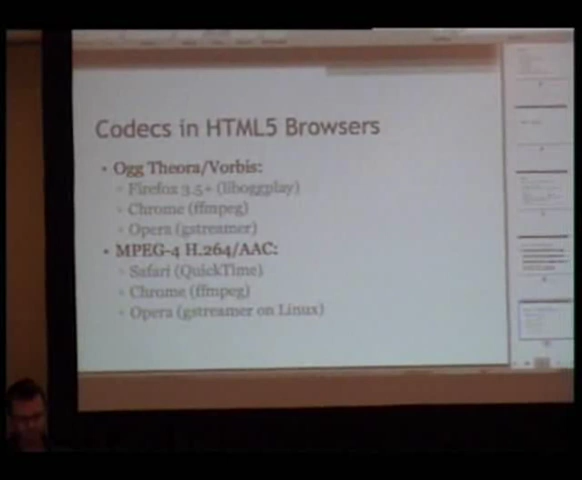 Codecs in HTML5 Browsers
• Ogg Theora/Vorbis:
▫ Firefox 3.5+ (liboggplay)
▫ Chrome (ffmpeg)
▫ Opera (gstreamer)
• MPEG-4 H.264/AAC:
▫ Safari (QuickTime)
▫ Chrome (ffmpeg)
▫ Opera (gstreamer on Linux)